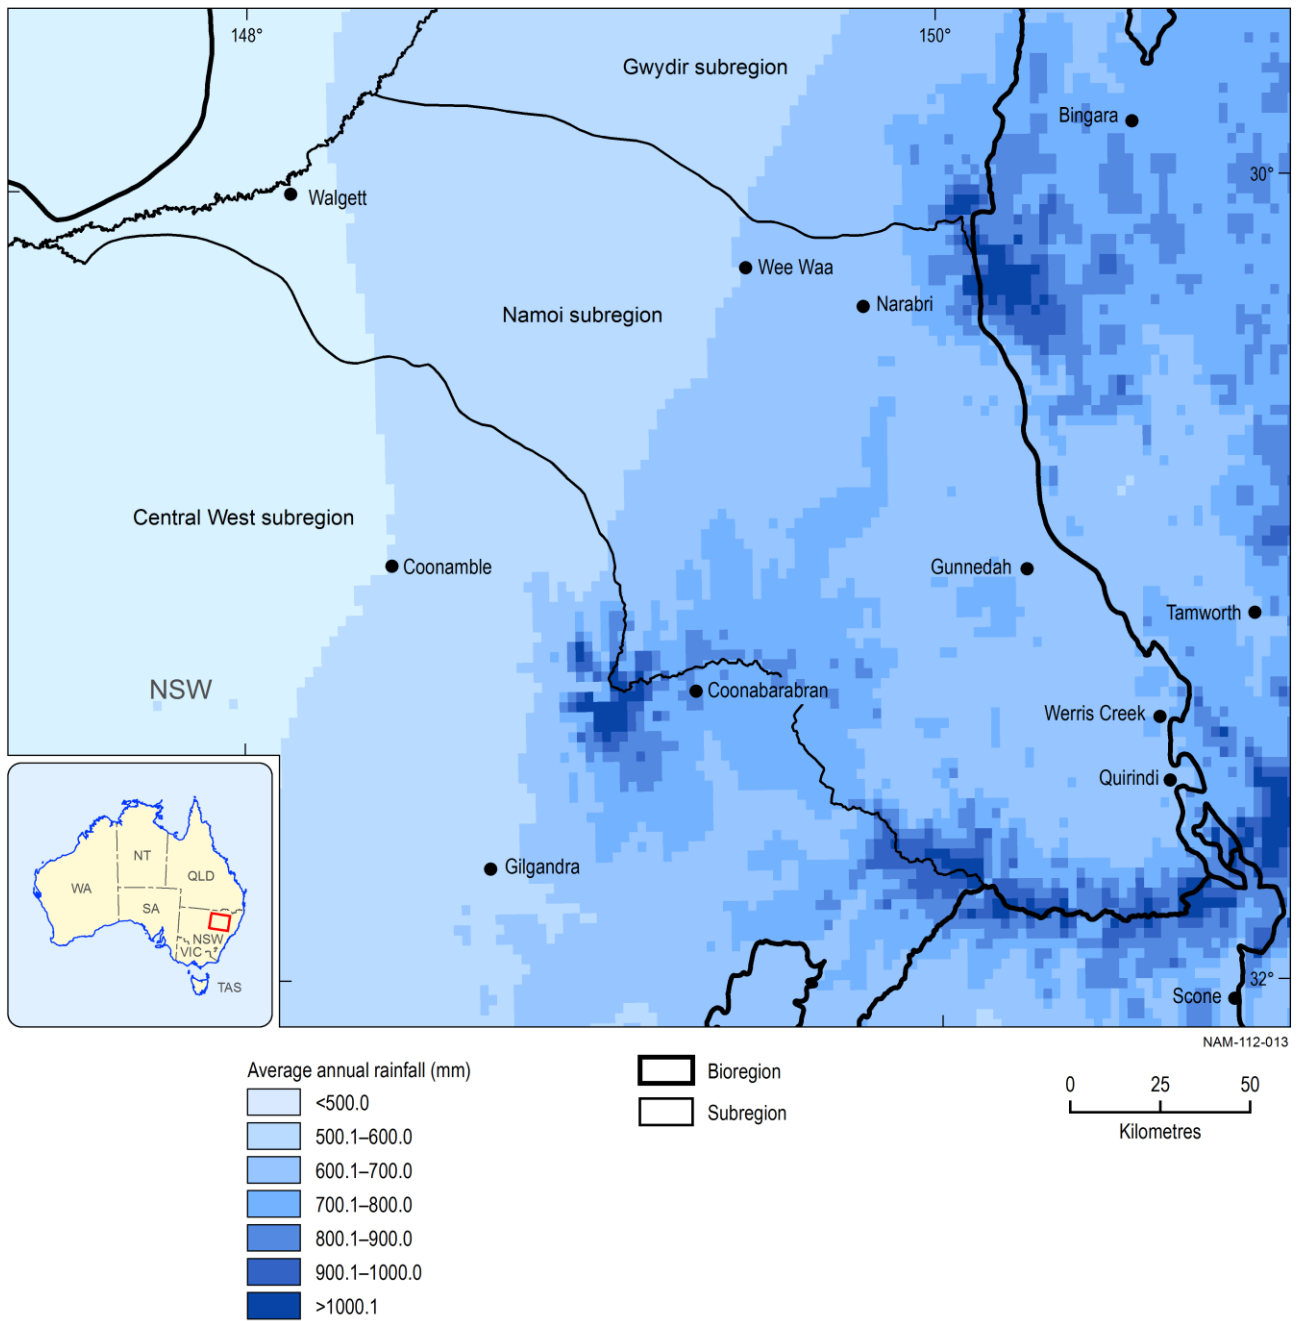 148°
150°
Gwydir subregion
Bingara
30°
Walgett
Wee Waa
Narabri
Namoi subregion
Central West subregion
Coonamble
Gunnedah
Tamworth
NSW
Coonabarabran
Werris Creek
Quirindi
Gilgandra
32°
Scone
NT
WA
QLD
SA
NSW
VIC
TAS
NAM-112-013
Average annual rainfall (mm)
<500.0
500.1–600.0
600.1–700.0
700.1–800.0
800.1–900.0
900.1–1000.0
>1000.1
Bioregion
Subregion
0 25 50
Kilometres